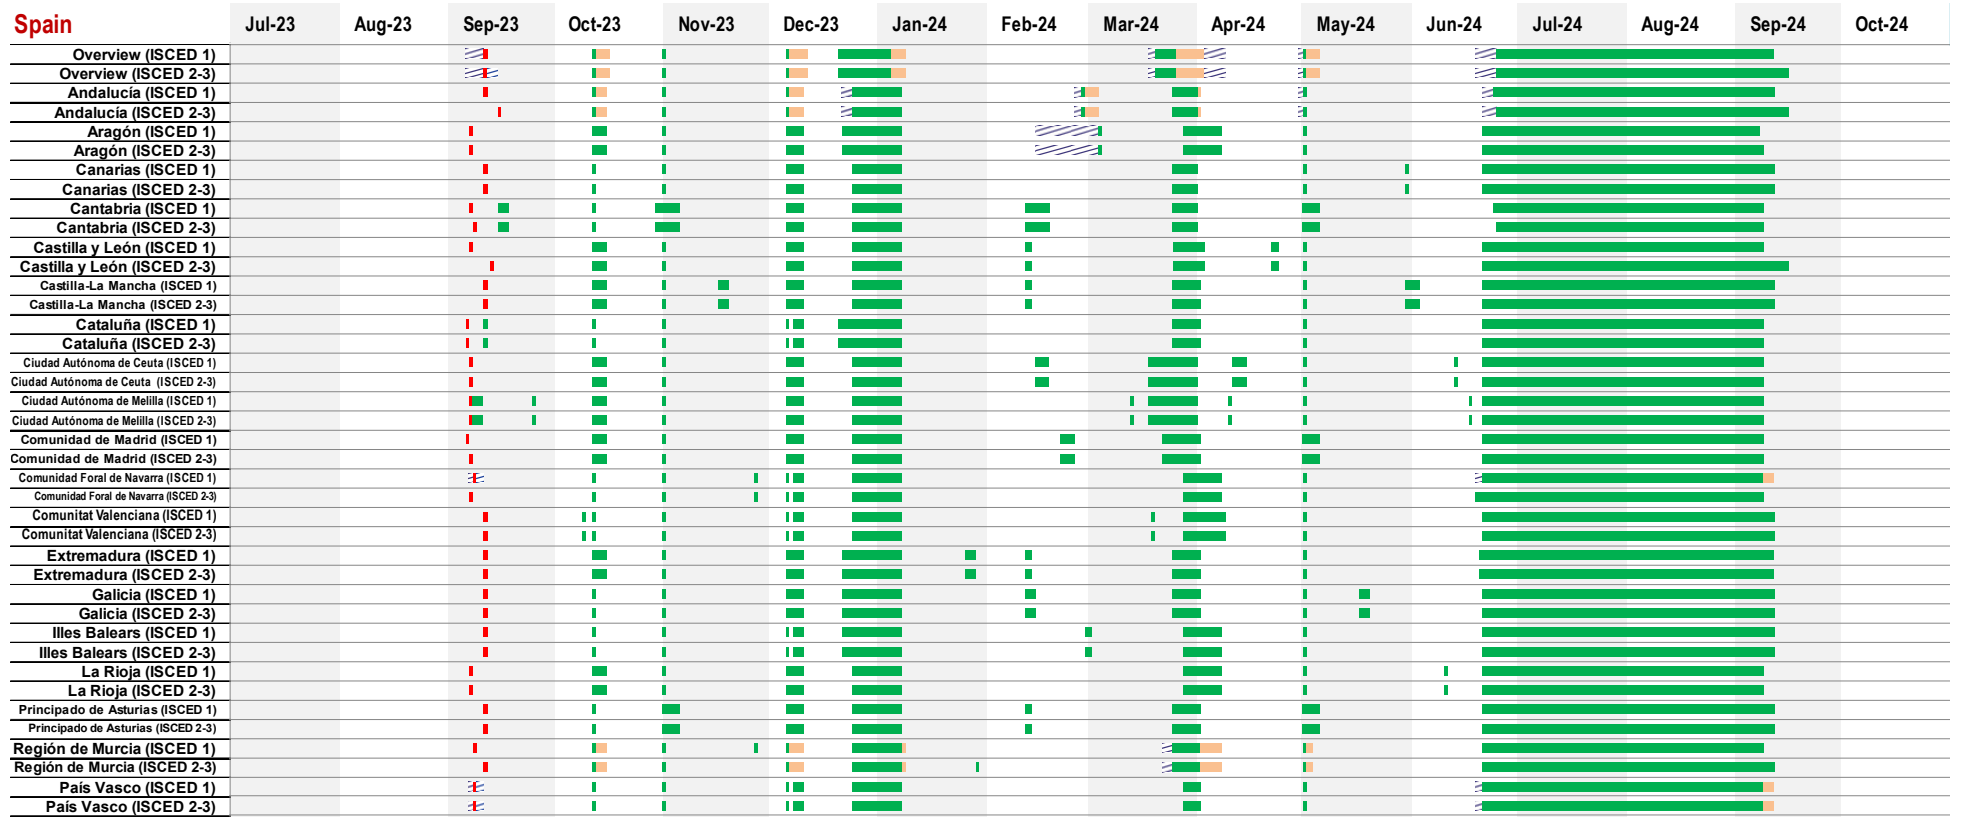 Spain Jul-23 Aug-23 Sep-23 Oct-23 Nov-23 Dec-23 Jan-24 Feb-24 Mar-24 Apr-24 May-24 Jun-24 Jul-24 Aug-24 Sep-24 Oct-24
Overview (ISCED 1)
Overview (ISCED 2-3)
Andalucía (ISCED 1)
Andalucía (ISCED 2-3)
Aragón (ISCED 1)
Aragón (ISCED 2-3)
Canarias (ISCED 1)
Canarias (ISCED 2-3)
Cantabria (ISCED 1)
Cantabria (ISCED 2-3)
Castilla y León (ISCED 1)
Castilla y León (ISCED 2-3)
Castilla-La Mancha (ISCED 1)
Castilla-La Mancha (ISCED 2-3)
Cataluña (ISCED 1)
Cataluña (ISCED 2-3)
Ciudad Autónoma de Ceuta (ISCED 1)
Ciudad Autónoma de Ceuta (ISCED 2-3)
Ciudad Autónoma de Melilla (ISCED 1)
Ciudad Autónoma de Melilla (ISCED 2-3)
Comunidad de Madrid (ISCED 1)
Comunidad de Madrid (ISCED 2-3)
Comunidad Foral de Navarra (ISCED 1)
Comunidad Foral de Navarra (ISCED 2-3)
Comunitat Valenciana (ISCED 1)
Comunitat Valenciana (ISCED 2-3)
Extremadura (ISCED 1)
Extremadura (ISCED 2-3)
Galicia (ISCED 1)
Galicia (ISCED 2-3)
Illes Balears (ISCED 1)
Illes Balears (ISCED 2-3)
La Rioja (ISCED 1)
La Rioja (ISCED 2-3)
Principado de Asturias (ISCED 1)
Principado de Asturias (ISCED 2-3)
Región de Murcia (ISCED 1)
Región de Murcia (ISCED 2-3)
País Vasco (ISCED 1)
País Vasco (ISCED 2-3)